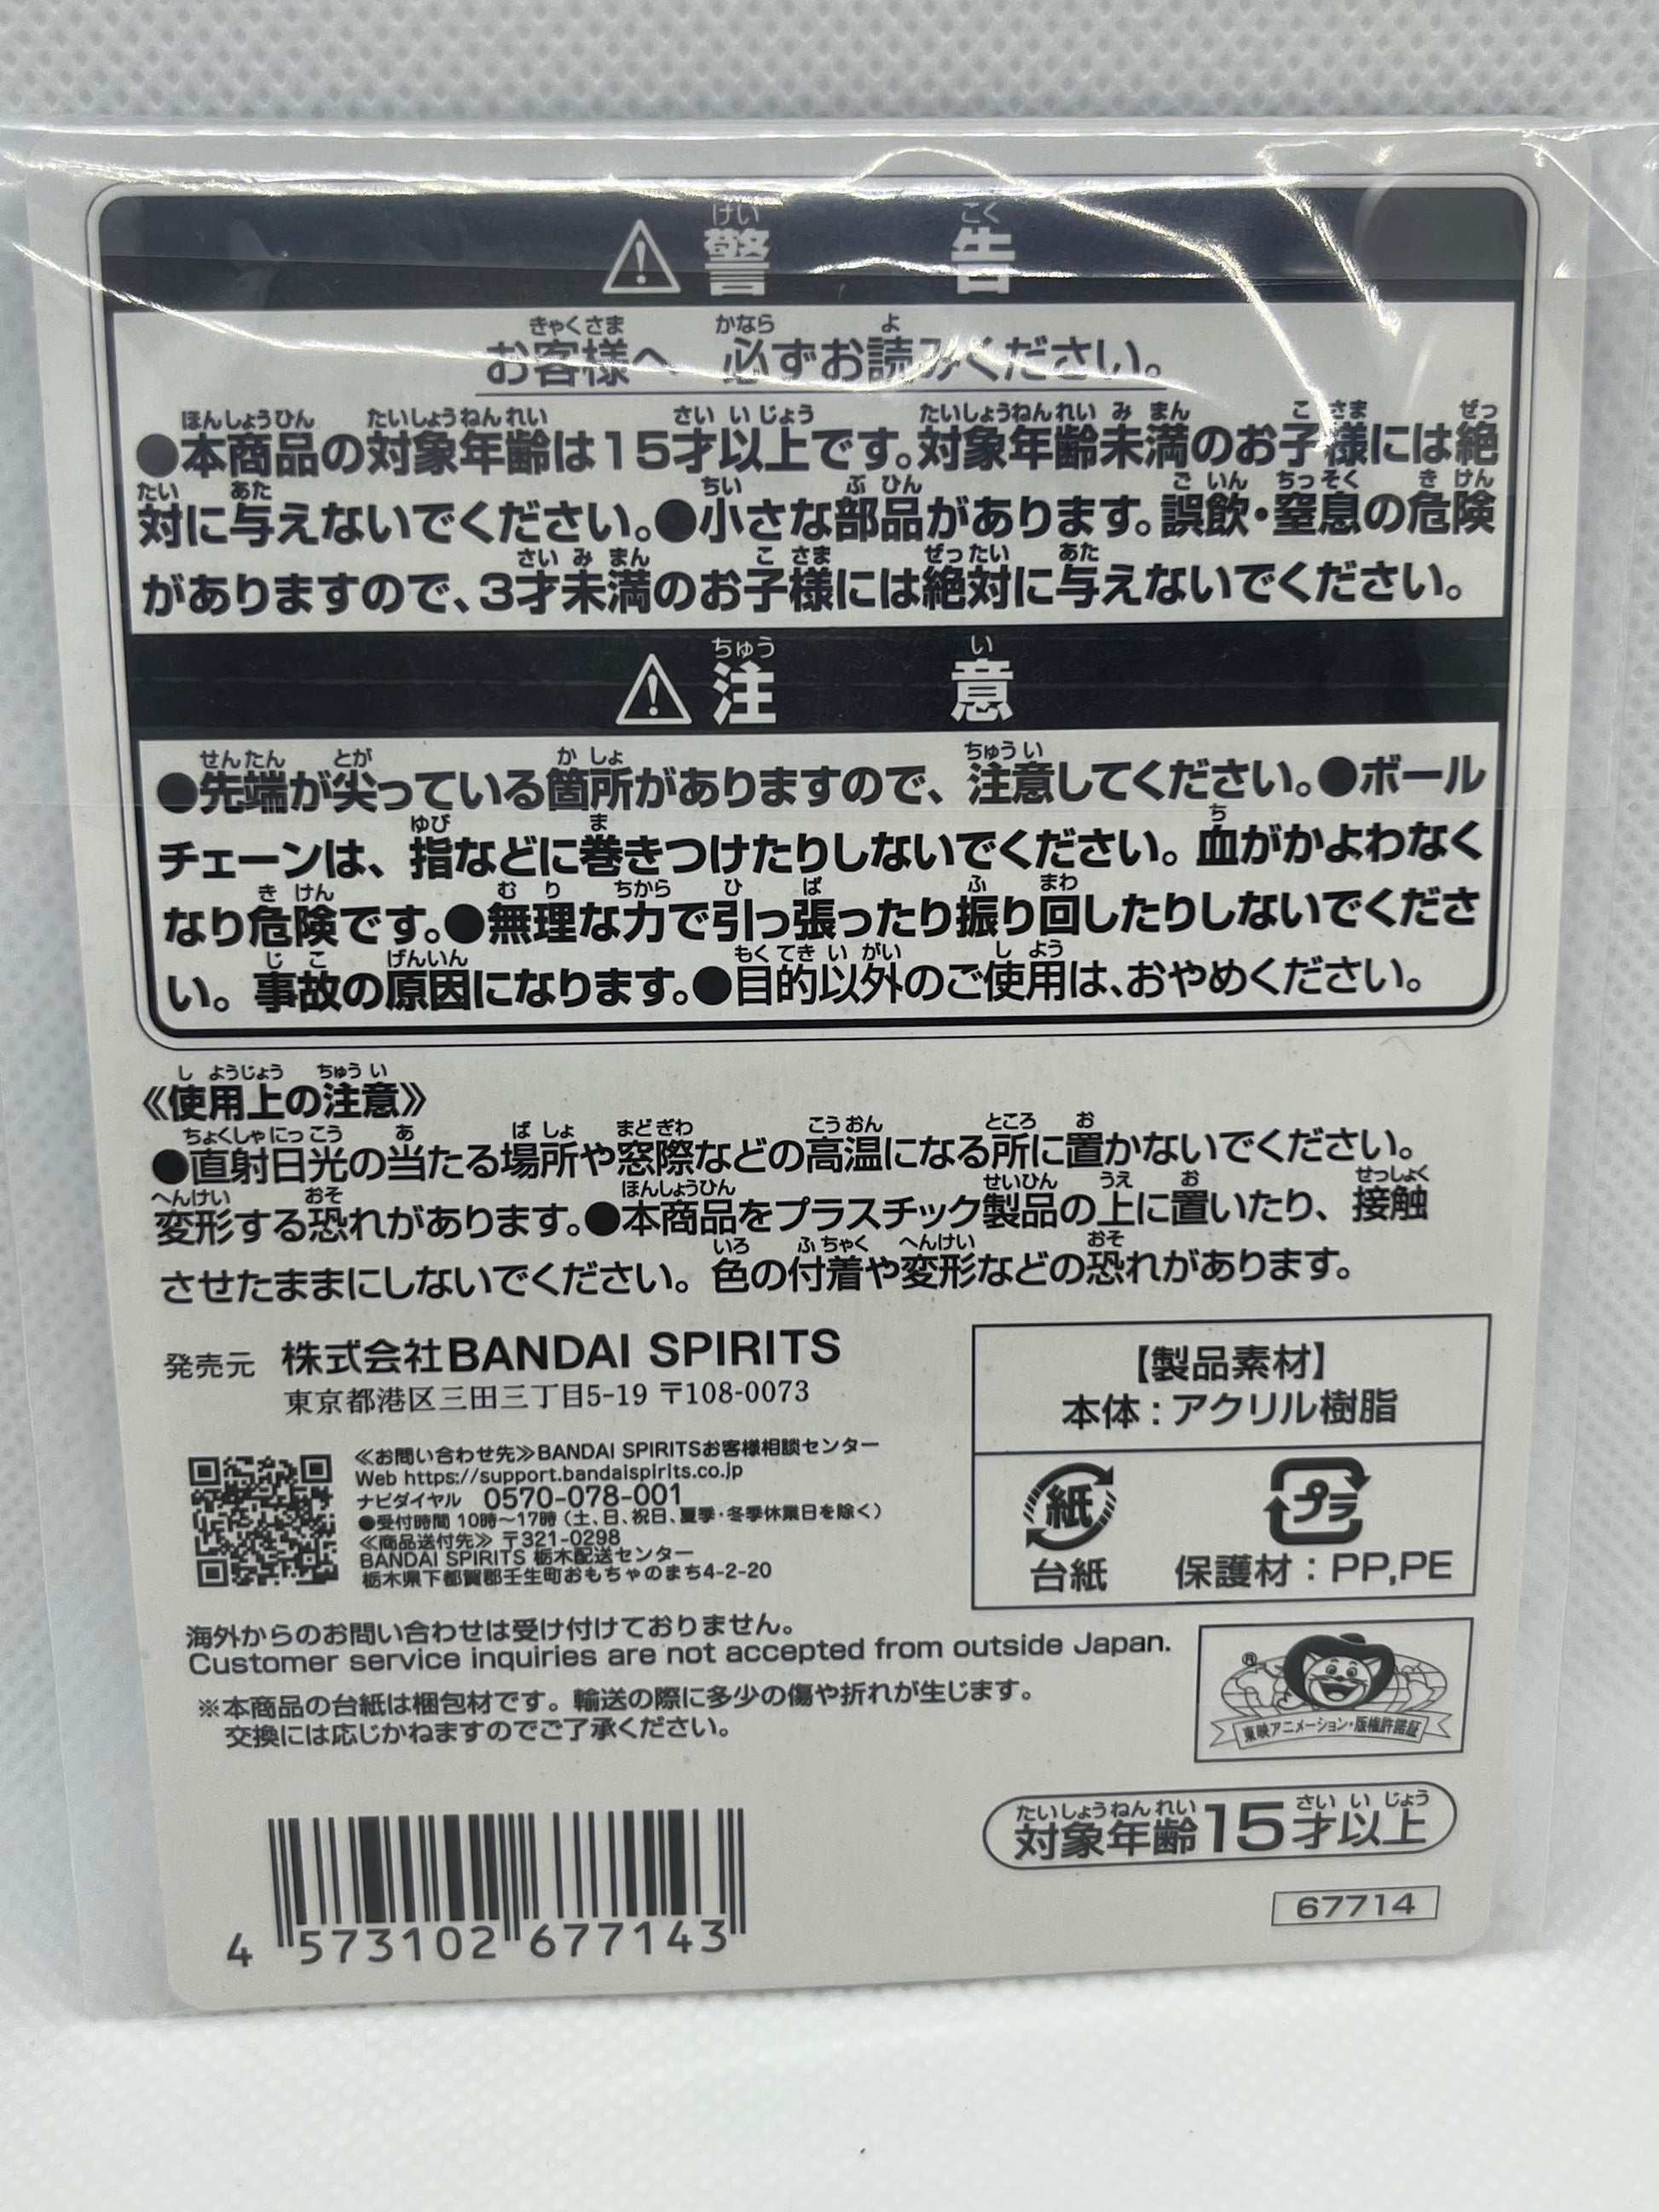 ⚠警告
お客様へ 必ずお読みください。
●本商品の対象年齢は15才以上です。対象年齢未満のお子様には絶
対に与えないでください。●小さな部品があります。誤飲・窒息の危険
がありますので、3才未満のお子様には絶対に与えないでください。
⚠注意
●先端が尖っている箇所がありますので、注意してください。●ボール
チェーンは、指などに巻きつけたりしないでください。血がかよわなく
なり危険です。●無理な力で引っ張ったり振り回したりしないでくださ
い。事故の原因になります。●目的以外のご使用は、おやめください。
《使用上の注意》
●直射日光の当たる場所や窓際などの高温になる所に置かないでください。
変形する恐れがあります。●本商品をプラスチック製品の上に置いたり、接触
させたままにしないでください。色の付着や変形などの恐れがあります。
発売元 株式会社BANDAI SPIRITS
東京都港区三田三丁目5-19 〒108-0073
≪お問い合わせ先≫BANDAI SPIRITSお客様相談センター
Web https://support.bandaispirits.co.jp
ナビダイヤル 0570-078-001
●受付時間 10時~17時(土、日、祝日、夏季・冬季休業日を除く)
≪商品送付先≫ 〒321-0298
BANDAI SPIRITS 栃木配送センター
栃木県下都賀郡壬生町おもちゃのまち4-2-20
【製品素材】
本体:アクリル樹脂
紙
台紙
プラ
保護材:PP,PE
海外からのお問い合わせは受け付けておりません。
Customer service inquiries are not accepted from outside Japan.
※本商品の台紙は梱包材です。輸送の際に多少の傷や折れが生じます。
交換には応じかねますのでご了承ください。
®
東映アニメーション・版権許諾証
対象年齢15才以上
67714
4 573102 677143